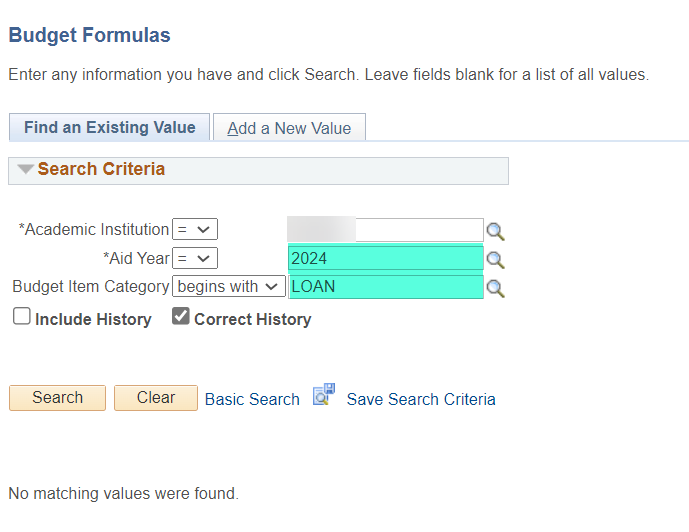 Budget Formulas
Enter any information you have and click Search. Leave fields blank for a list of all values.
Find an Existing Value Add a New Value
Search Criteria
*Academic Institution =
*Aid Year = 2024
Budget Item Category begins with LOAN
Include History Correct History
Search Clear Basic Search Save Search Criteria
No matching values were found.